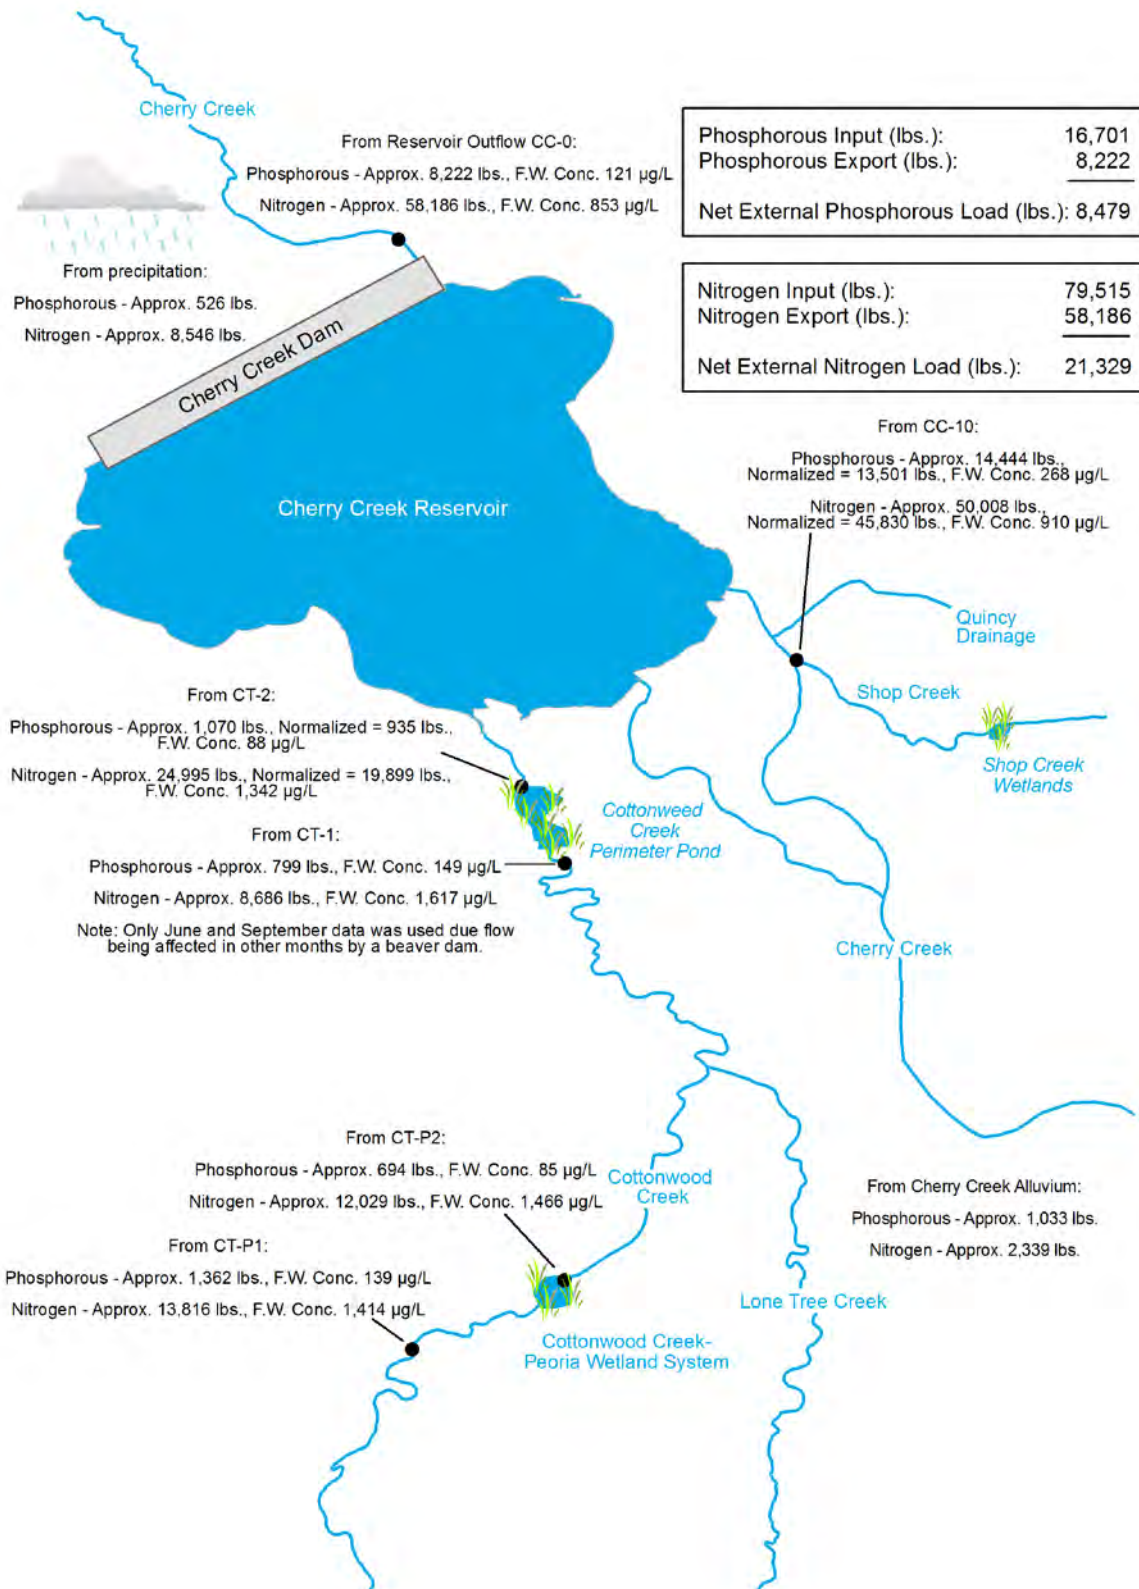 Cherry Creek
From Reservoir Outflow CC-0:
Phosphorous - Approx. 8,222 lbs., F.W. Conc. 121 µg/L
Nitrogen - Approx. 58,186 lbs., F.W. Conc. 853 µg/L
Phosphorous Input (lbs.): 16,701
Phosphorous Export (lbs.): 8,222
Net External Phosphorous Load (lbs.): 8,479
From precipitation:
Phosphorous - Approx. 526 lbs.
Nitrogen - Approx. 8,546 lbs.
Nitrogen Input (lbs.): 79,515
Nitrogen Export (lbs.): 58,186
Net External Nitrogen Load (lbs.): 21,329
Cherry Creek Dam
From CC-10:
Phosphorous - Approx. 14,444 lbs.,
Normalized = 13,501 lbs., F.W. Conc. 268 µg/L
Nitrogen - Approx. 50,008 lbs.,
Normalized = 45,830 lbs., F.W. Conc. 910 µg/L
Cherry Creek Reservoir
Quincy
Drainage
Shop Creek
Shop Creek
Wetlands
From CT-2:
Phosphorous - Approx. 1,070 lbs., Normalized = 935 lbs.,
F.W. Conc. 88 µg/L
Nitrogen - Approx. 24,995 lbs., Normalized = 19,899 lbs.,
F.W. Conc. 1,342 µg/L
Cottonweed
Creek
Perimeter Pond
From CT-1:
Phosphorous - Approx. 799 lbs., F.W. Conc. 149 µg/L
Nitrogen - Approx. 8,686 lbs., F.W. Conc. 1,617 µg/L
Note: Only June and September data was used due flow
being affected in other months by a beaver dam.
Cherry Creek
From CT-P2:
Phosphorous - Approx. 694 lbs., F.W. Conc. 85 µg/L
Nitrogen - Approx. 12,029 lbs., F.W. Conc. 1,466 µg/L
Cottonwood
Creek
From Cherry Creek Alluvium:
Phosphorous - Approx. 1,033 lbs.
Nitrogen - Approx. 2,339 lbs.
From CT-P1:
Phosphorous - Approx. 1,362 lbs., F.W. Conc. 139 µg/L
Nitrogen - Approx. 13,816 lbs., F.W. Conc. 1,414 µg/L
Lone Tree Creek
Cottonwood Creek-
Peoria Wetland System